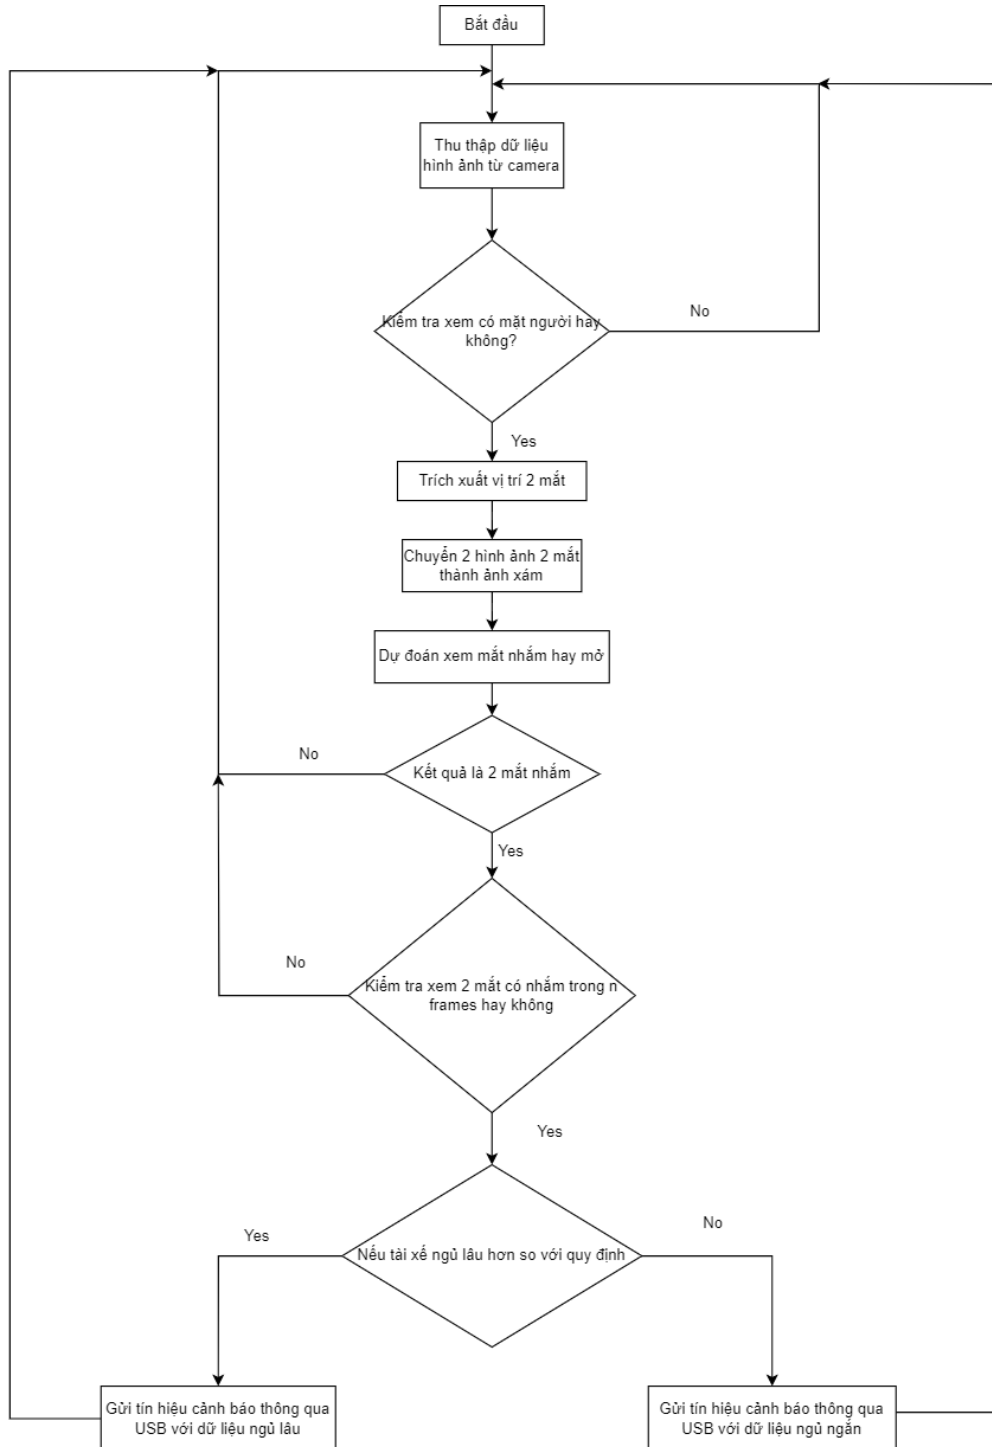 Bắt đầu
Thu thập dữ liệu
hình ảnh từ camera
Kiểm tra xem có mặt người hay
không?
No
Yes
Trích xuất vị trí 2 mắt
Chuyển 2 hình ảnh 2 mắt
thành ảnh xám
Dự đoán xem mắt nhắm hay mở
No
Kết quả là 2 mắt nhắm
Yes
No
Kiểm tra xem 2 mắt có nhắm trong n
frames hay không
Yes
Yes
No
Nếu tài xế ngủ lâu hơn so với quy định
Gửi tín hiệu cảnh báo thông qua
USB với dữ liệu ngủ lâu
Gửi tín hiệu cảnh báo thông qua
USB với dữ liệu ngủ ngắn